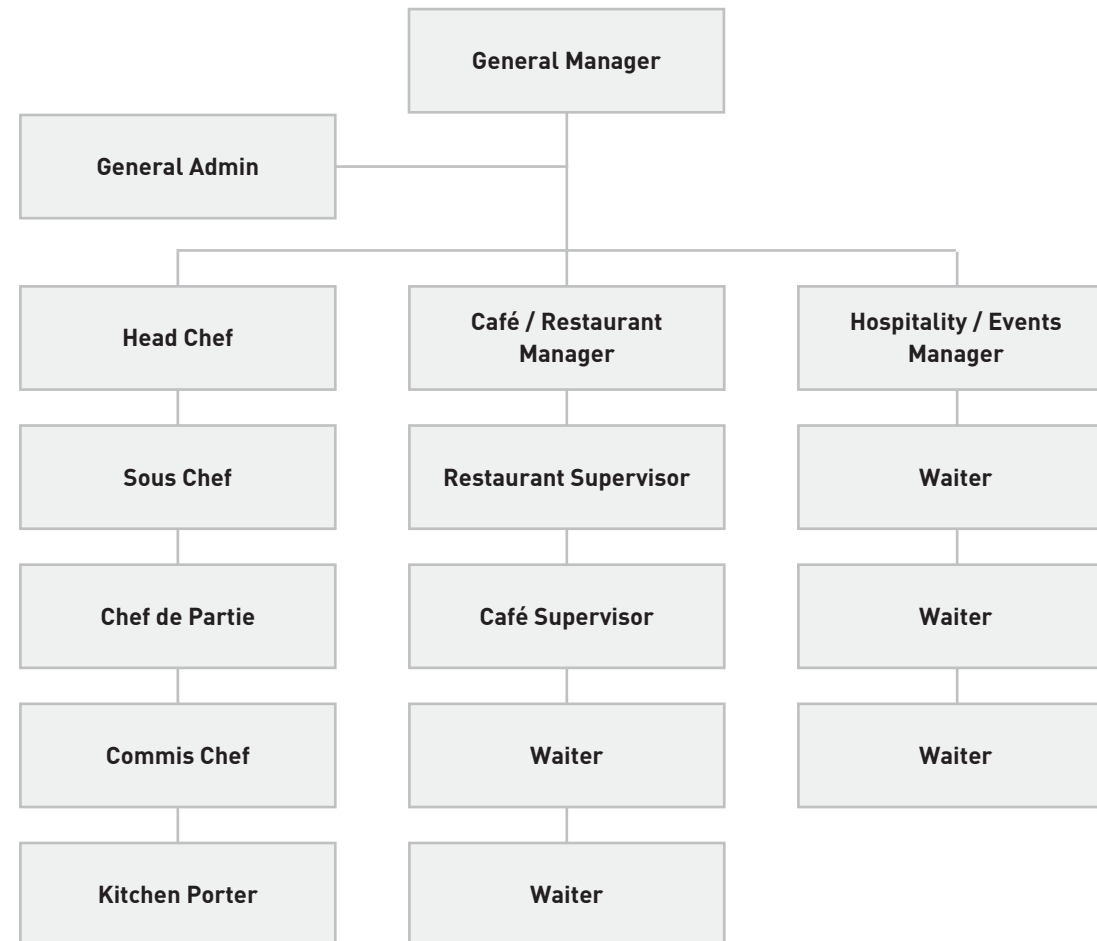 General Manager
General Admin
Head Chef
Café / Restaurant
Manager
Hospitality / Events
Manager
Sous Chef
Restaurant Supervisor
Waiter
Chef de Partie
Café Supervisor
Waiter
Commis Chef
Waiter
Waiter
Kitchen Porter
Waiter